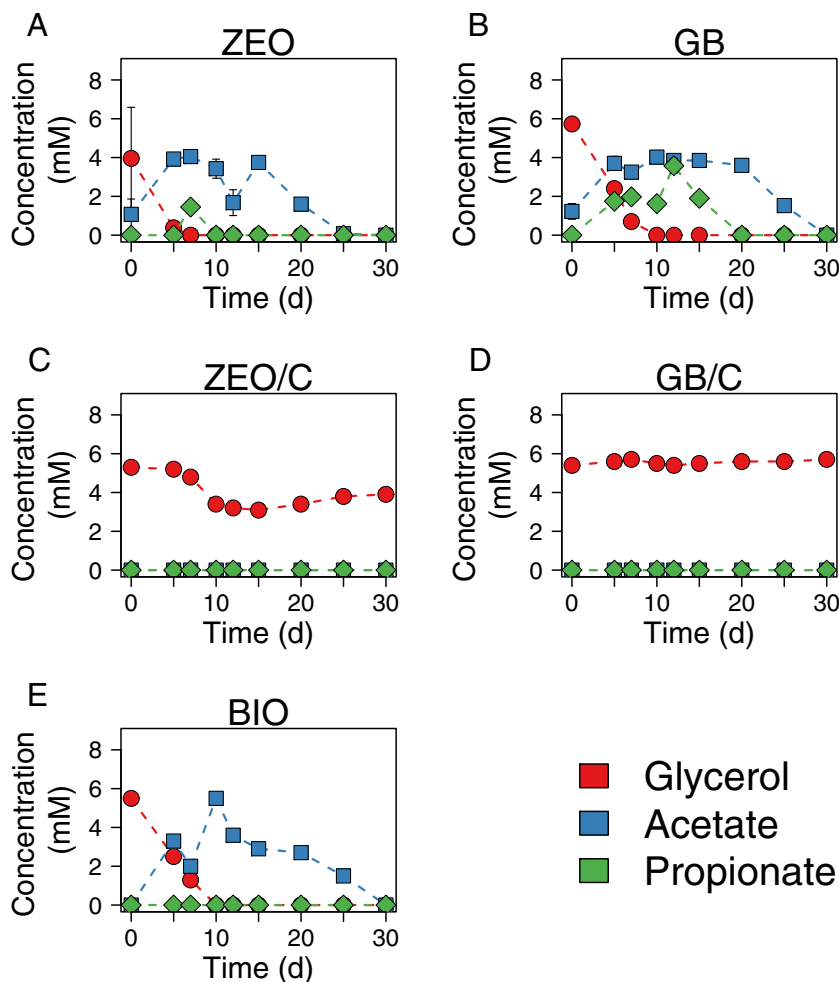 A
ZEO
Concentration
(mM)
8
6
4
2
0
0
10
20
30
Time (d)
B
GB
Concentration
(mM)
8
6
4
2
0
0
10
20
30
Time (d)
C
ZEO/C
Concentration
(mM)
8
6
4
2
0
0
10
20
30
Time (d)
D
GB/C
Concentration
(mM)
8
6
4
2
0
0
10
20
30
Time (d)
E
BIO
Concentration
(mM)
8
6
4
2
0
0
10
20
30
Time (d)
Glycerol
Acetate
Propionate